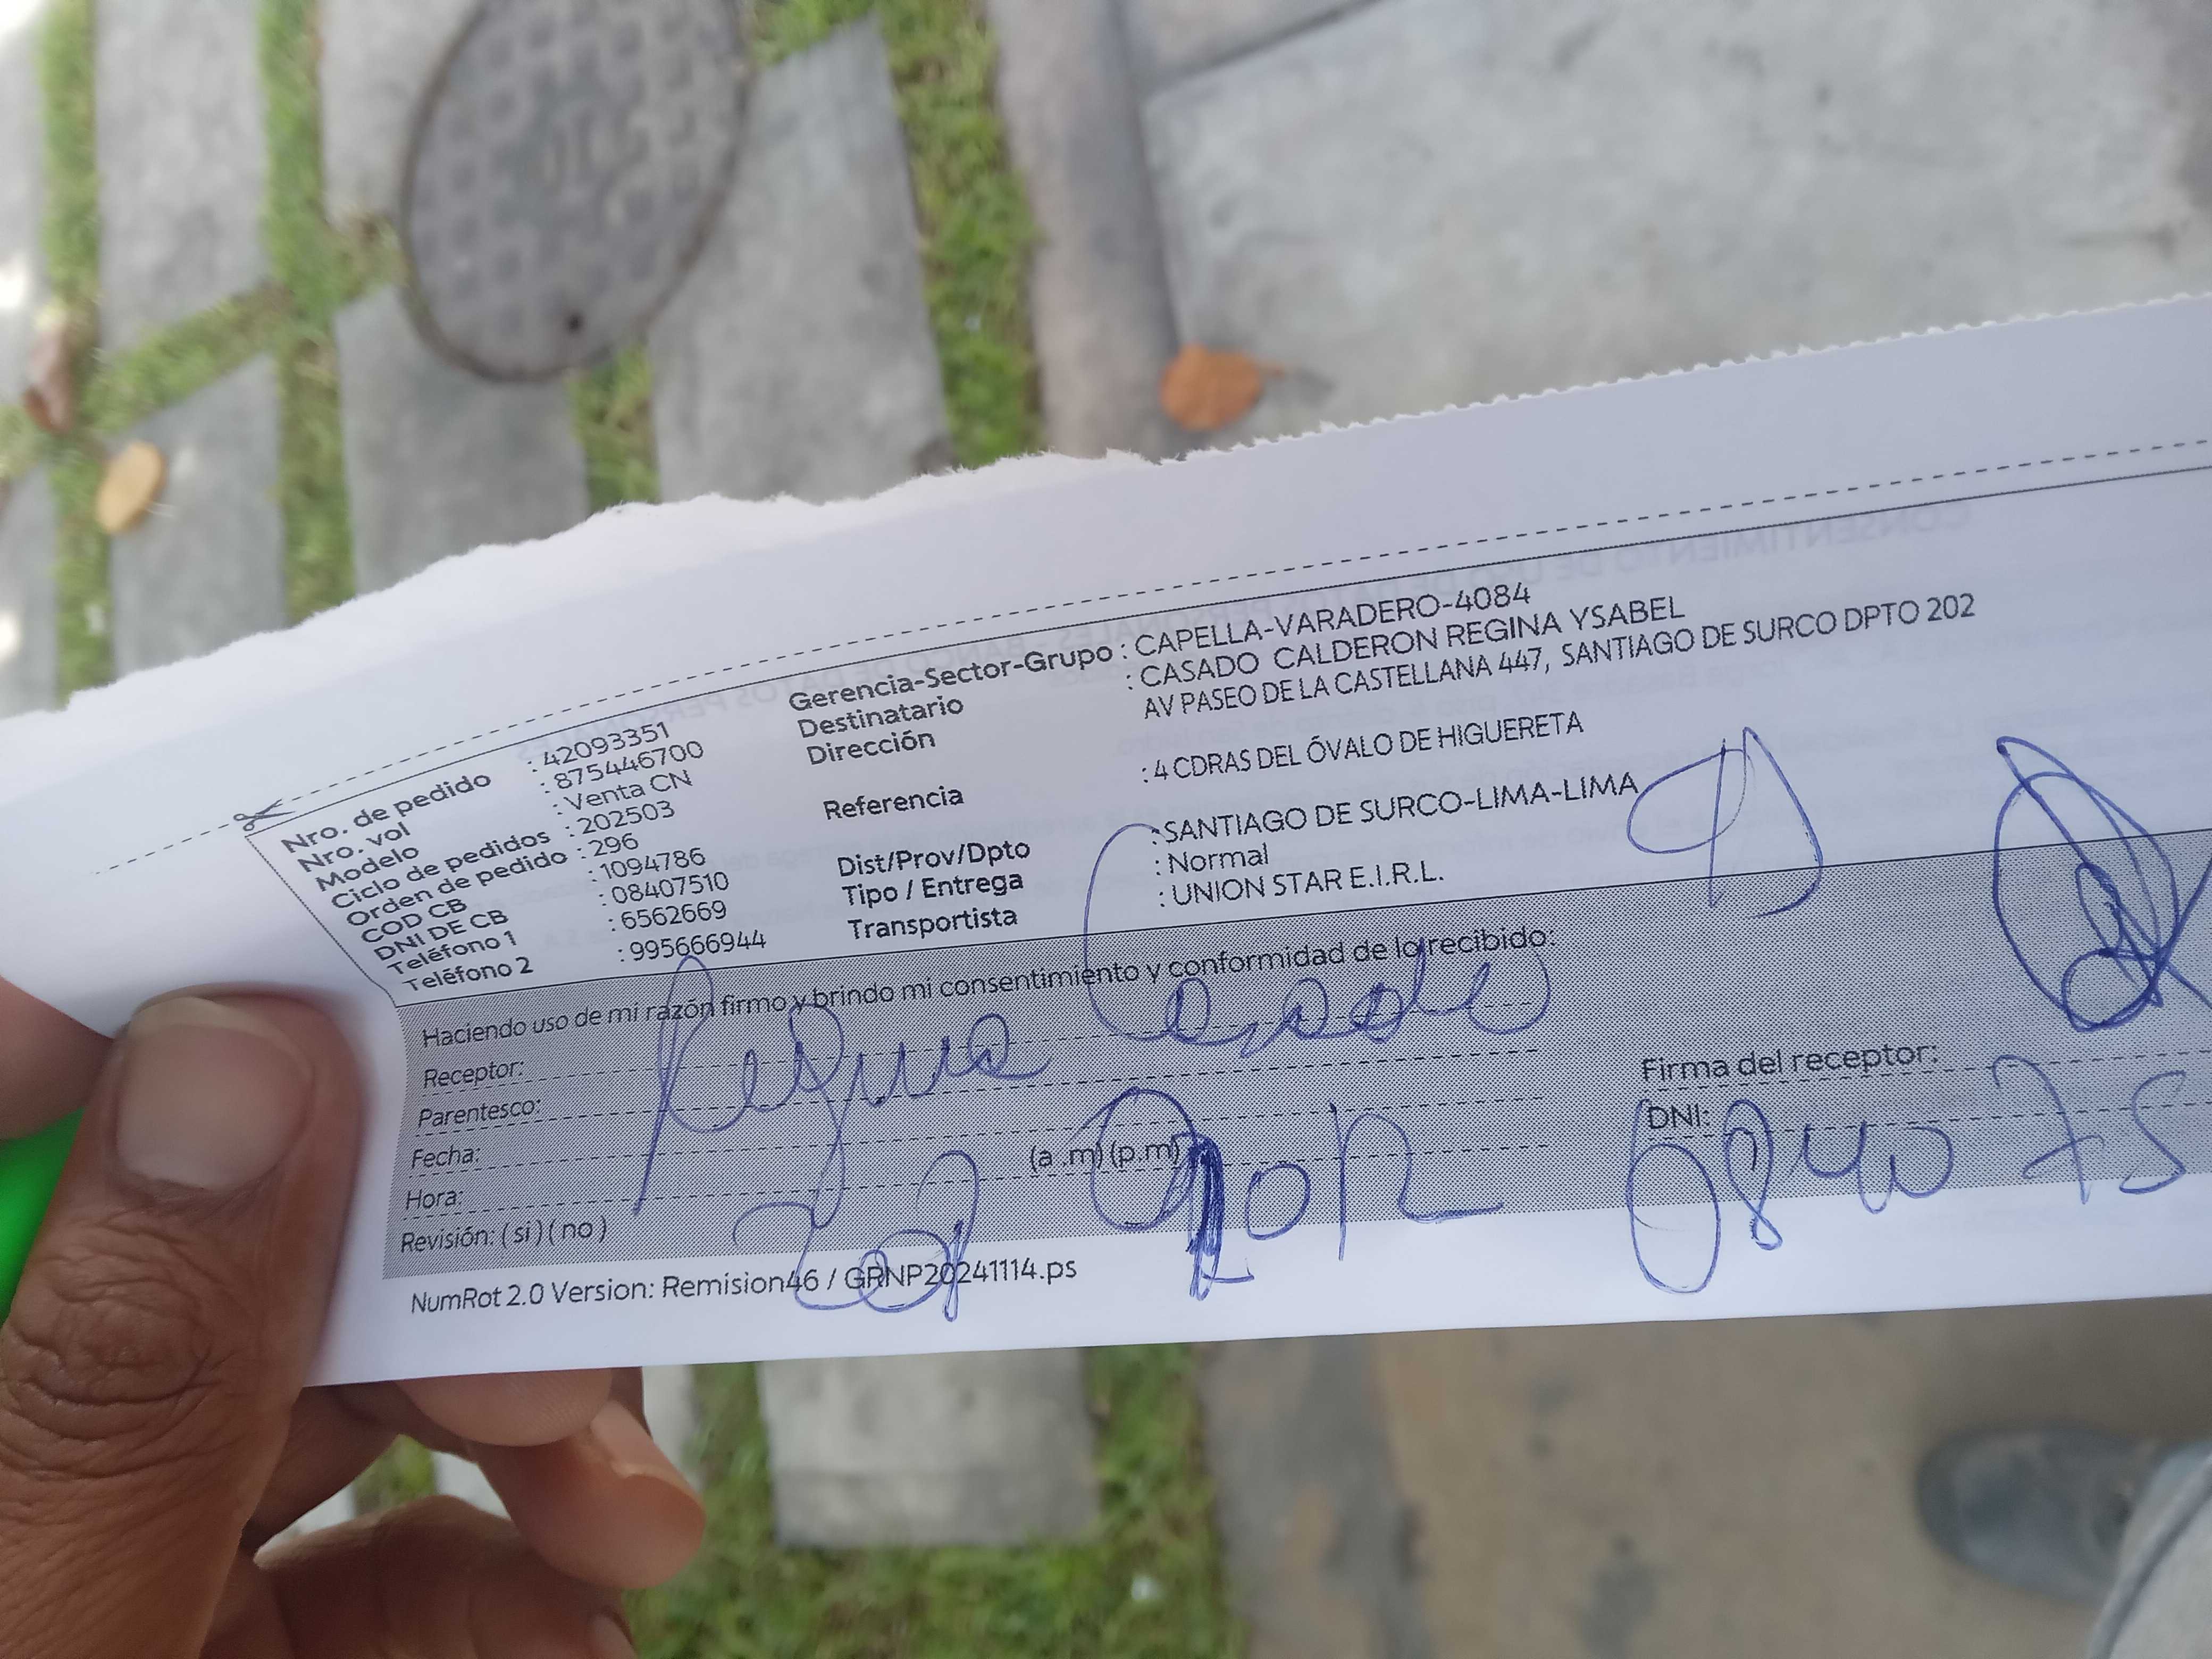 Nro. de pedido : 42093351
Nro. vol : 875446700
Modelo : Venta CN
Ciclo de pedidos : 202503
Orden de pedido : 296
COD CB : 1094786
DNI DE CB : 08407510
Teléfono 1 : 6562669
Teléfono 2 : 995666944
Gerencia-Sector-Grupo : CAPELLA-VARADERO-4084
Destinatario : CASADO CALDERON REGINA YSABEL
Dirección AV PASEO DE LA CASTELLANA 447, SANTIAGO DE SURCO DPTO 202
Referencia : 4 CDRAS DEL ÓVALO DE HIGUERETA
Dist/Prov/Dpto : SANTIAGO DE SURCO-LIMA-LIMA
Tipo / Entrega : Normal
Transportista : UNION STAR E.I.R.L.
Haciendo uso de mi razón firmo y brindo mi consentimiento y conformidad de lo recibido:
Receptor: Regina Casado
Parentesco:
Fecha:
Hora: (a .m) (p.m)
Revisión: ( si ) ( no )
Firma del receptor:
DNI: 0840 75
NumRot 2.0 Version: Remision46 / GRNP20241114.ps